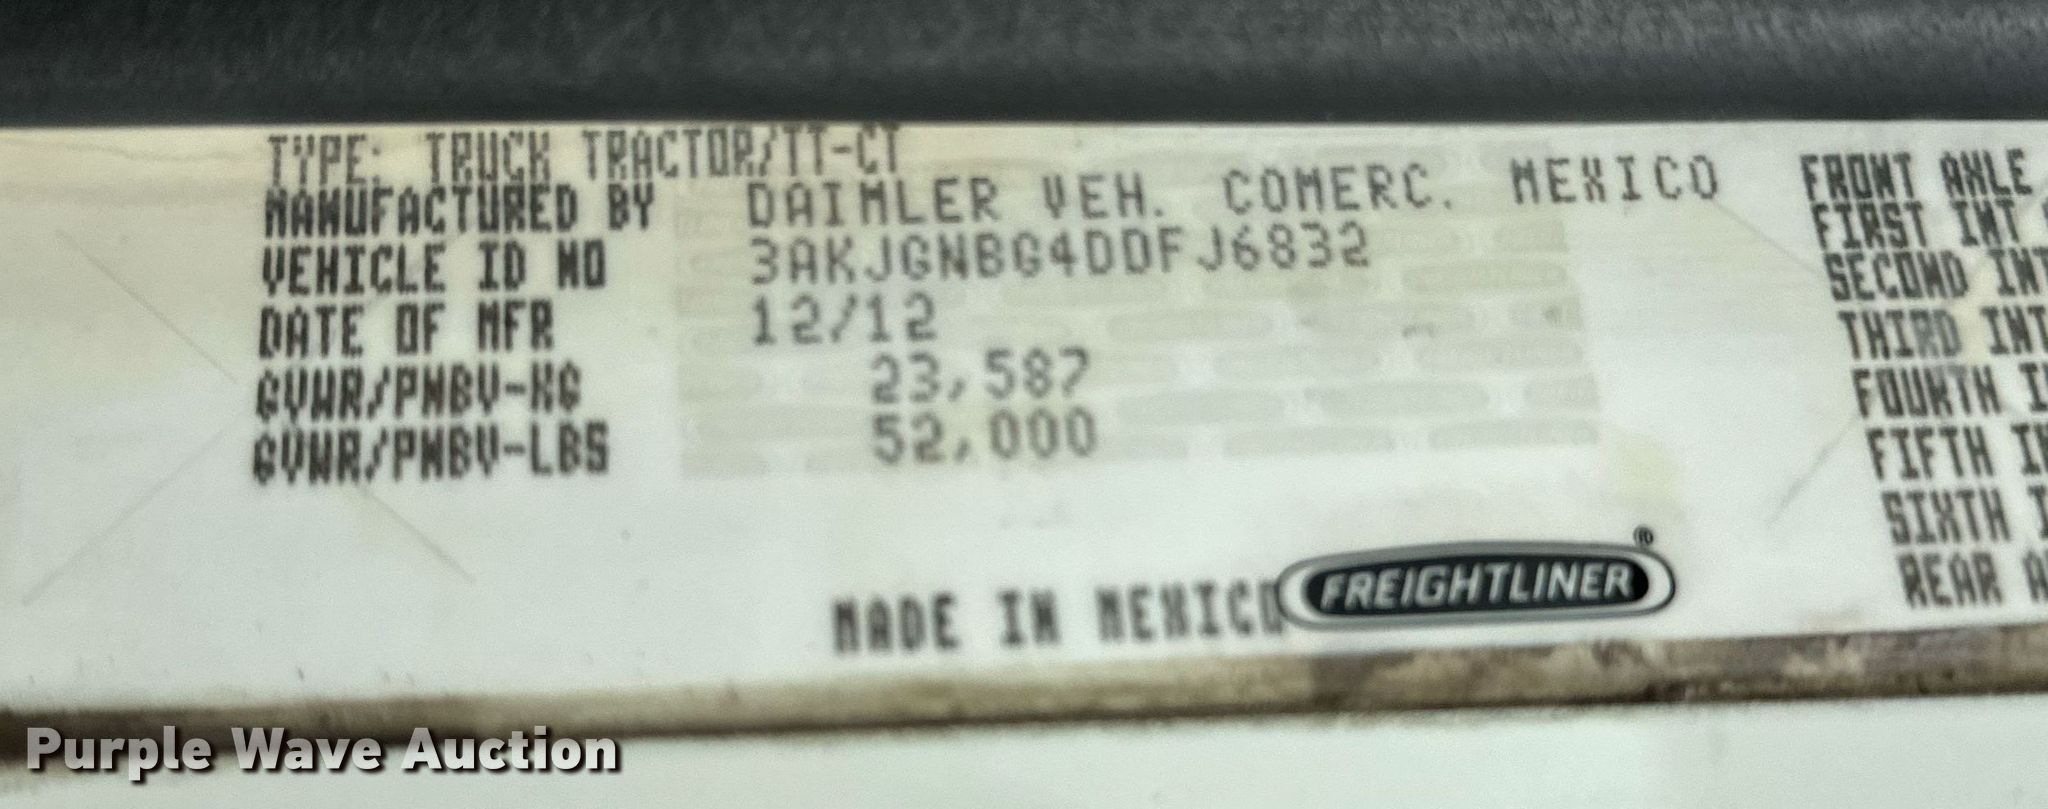 TYPE: TRUCK TRACTOR/TT-CT
MANUFACTURED BY DAIMLER VEH. COMERC. MEXICO
VEHICLE ID NO 3AKJGNBG4DDFJ6832
DATE OF MFR 12/12
GVWR/PNBV-KG 23,587
GVWR/PNBV-LBS 52,000
MADE IN MEXICO
FREIGHTLINER®
FRONT AXLE
FIRST INT
SECOND INT
THIRD INT
FOURTH I
FIFTH IN
SIXTH I
REAR A
Purple Wave Auction